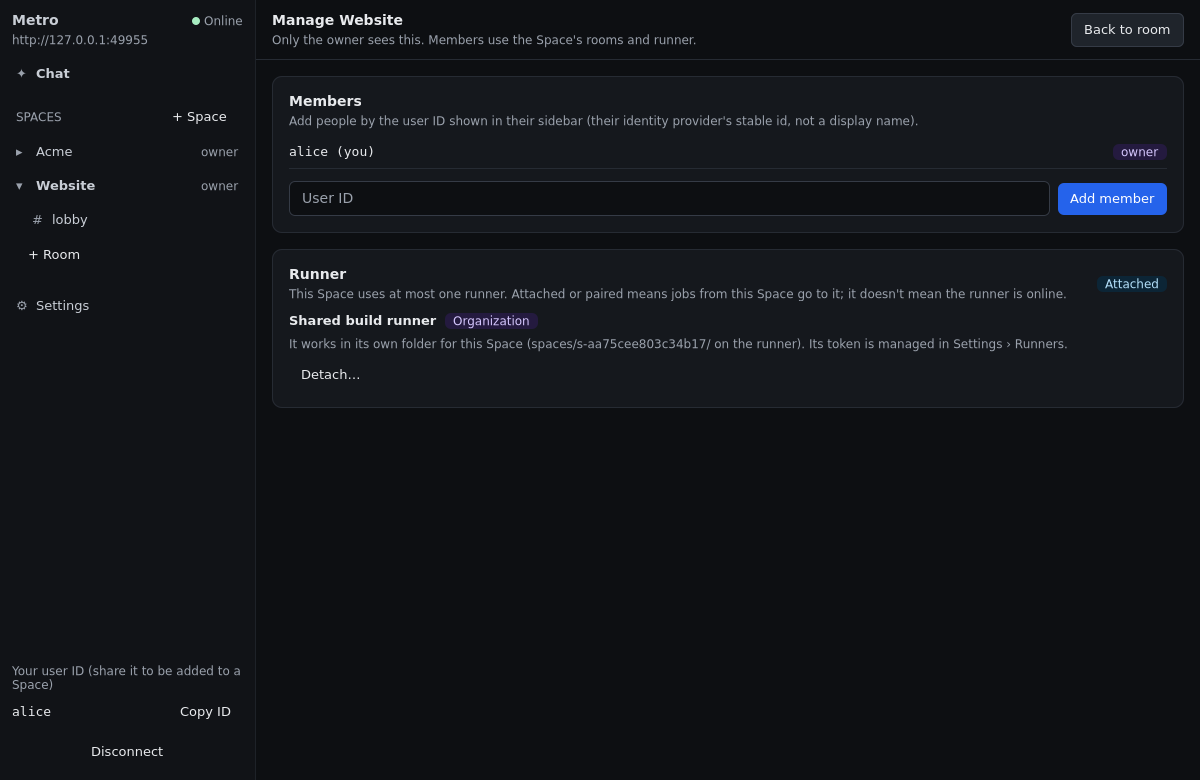 Metro
Online
http://127.0.0.1:49955
✦ Chat
SPACES
+ Space
▸ Acme
owner
▾ Website
owner
# lobby
+ Room
⚙ Settings
Your user ID (share it to be added to a
Space)
alice
Copy ID
Disconnect
Manage Website
Only the owner sees this. Members use the Space's rooms and runner.
Back to room
Members
Add people by the user ID shown in their sidebar (their identity provider's stable id, not a display name).
alice (you)
owner
User ID
Add member
Runner
This Space uses at most one runner. Attached or paired means jobs from this Space go to it; it doesn't mean the runner is online.
Attached
Shared build runner
Organization
It works in its own folder for this Space (spaces/s-aa75cee803c34b17/ on the runner). Its token is managed in Settings › Runners.
Detach…